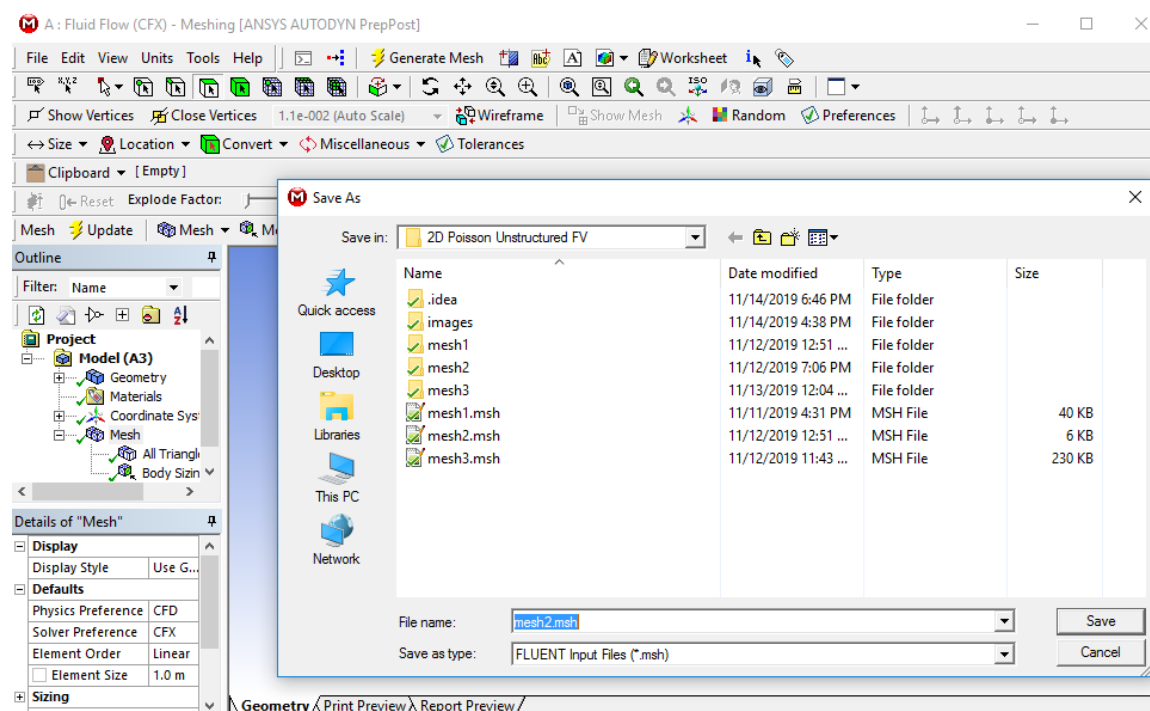 A : Fluid Flow (CFX) - Meshing [ANSYS AUTODYN PrepPost]
File Edit View Units Tools Help Generate Mesh Worksheet
Show Vertices Close Vertices 1.1e-002 (Auto Scale) Wireframe Show Mesh Random Preferences
Size Location Convert Miscellaneous Tolerances
Clipboard [Empty]
Reset Explode Factor:
Mesh Update Mesh
Outline
Filter: Name
Project
Model (A3)
Geometry
Materials
Coordinate Sys
Mesh
All Triangl
Body Sizin
Details of "Mesh"
Display
Display Style Use G...
Defaults
Physics Preference CFD
Solver Preference CFX
Element Order Linear
Element Size 1.0 m
Sizing
Save As
Save in: 2D Poisson Unstructured FV
Quick access
Desktop
Libraries
This PC
Network
Name Date modified Type Size
.idea 11/14/2019 6:46 PM File folder
images 11/14/2019 4:38 PM File folder
mesh1 11/12/2019 12:51 ... File folder
mesh2 11/12/2019 7:06 PM File folder
mesh3 11/13/2019 12:04 ... File folder
mesh1.msh 11/11/2019 4:31 PM MSH File 40 KB
mesh2.msh 11/12/2019 12:51 ... MSH File 6 KB
mesh3.msh 11/12/2019 11:43 ... MSH File 230 KB
File name: mesh2.msh Save
Save as type: FLUENT Input Files (*.msh) Cancel
Geometry Print Preview Report Preview